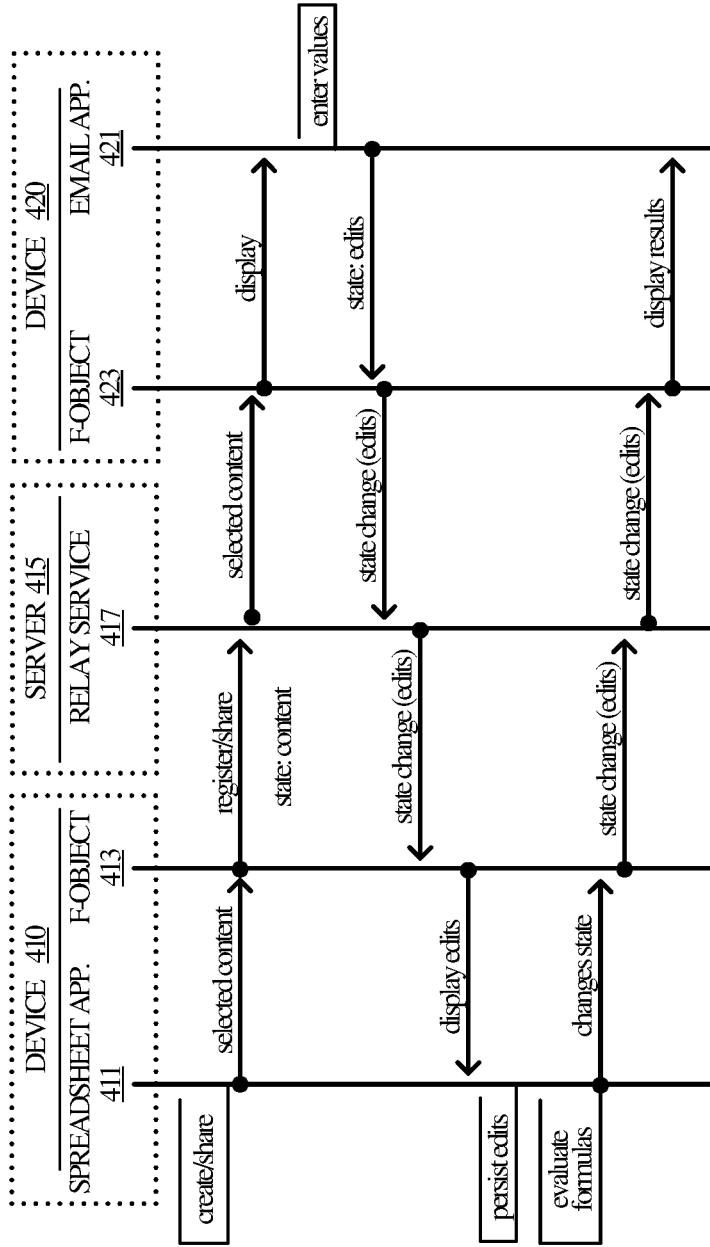 DEVICE 410
SPREADSHEET APP.
411
F-OBJECT
413
SERVER 415
RELAY SERVICE
417
DEVICE 420
F-OBJECT
423
EMAIL APP.
421
create/share
selected content
register/share
state: content
selected content
display
enter values
state: edits
state change (edits)
state change (edits)
display edits
persist edits
evaluate
formulas
changes state
state change (edits)
state change (edits)
display results